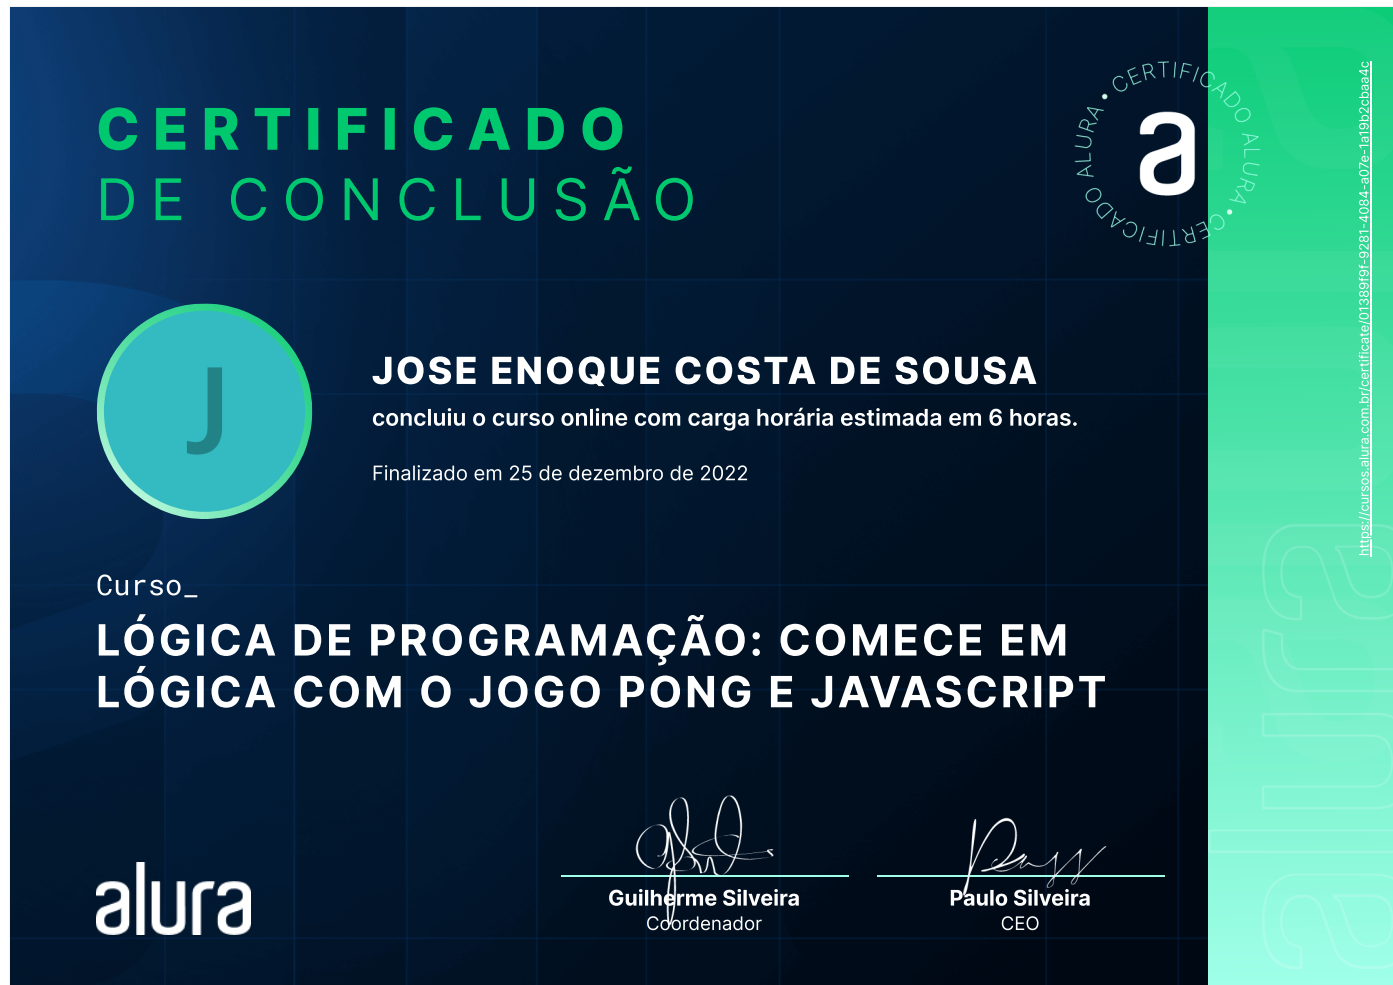 CERTIFICADO
DE CONCLUSÃO
CERTIFICADO ALURA • CERTIFICADO ALURA •
a
https://cursos.alura.com.br/certificate/01389f9f-9281-4084-a07e-1a19b2cbaa4c
J
JOSE ENOQUE COSTA DE SOUSA
concluiu o curso online com carga horária estimada em 6 horas.
Finalizado em 25 de dezembro de 2022
Curso_
LÓGICA DE PROGRAMAÇÃO: COMECE EM
LÓGICA COM O JOGO PONG E JAVASCRIPT
alura
Guilherme Silveira
Coordenador
Paulo Silveira
CEO
alura